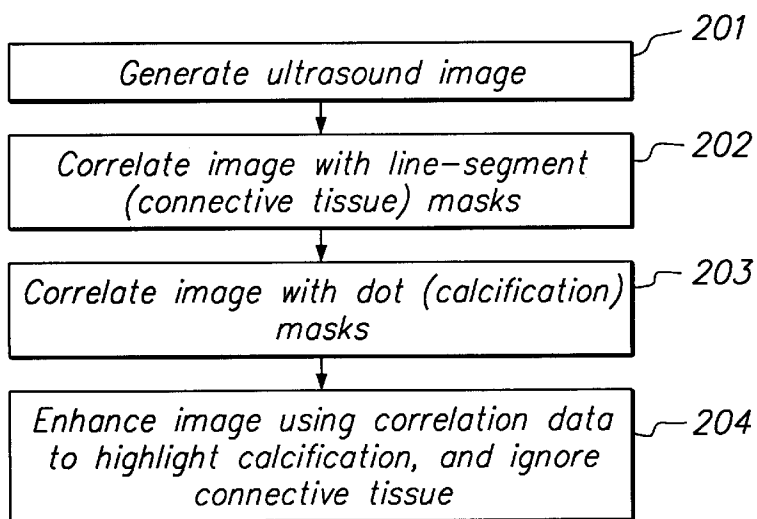 201
Generate ultrasound image
202
Correlate image with line-segment
(connective tissue) masks
203
Correlate image with dot (calcification)
masks
204
Enhance image using correlation data
to highlight calcification, and ignore
connective tissue